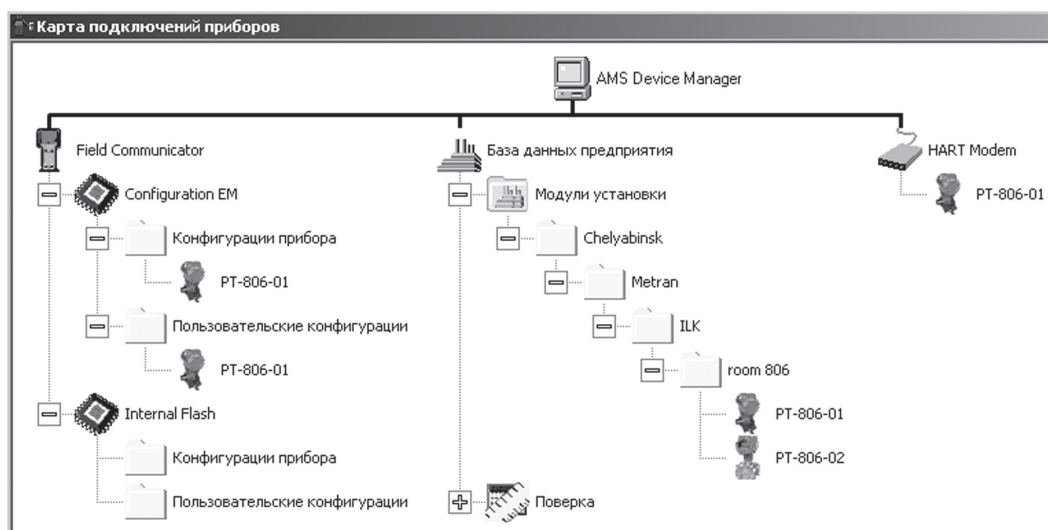 Карта подключений приборов
AMS Device Manager
Field Communicator
Configuration EM
Конфигурации прибора
PT-806-01
Пользовательские конфигурации
PT-806-01
Internal Flash
Конфигурации прибора
Пользовательские конфигурации
База данных предприятия
Модули установки
Chelyabinsk
Metran
ILK
room 806
PT-806-01
PT-806-02
Поверка
HART Modem
PT-806-01